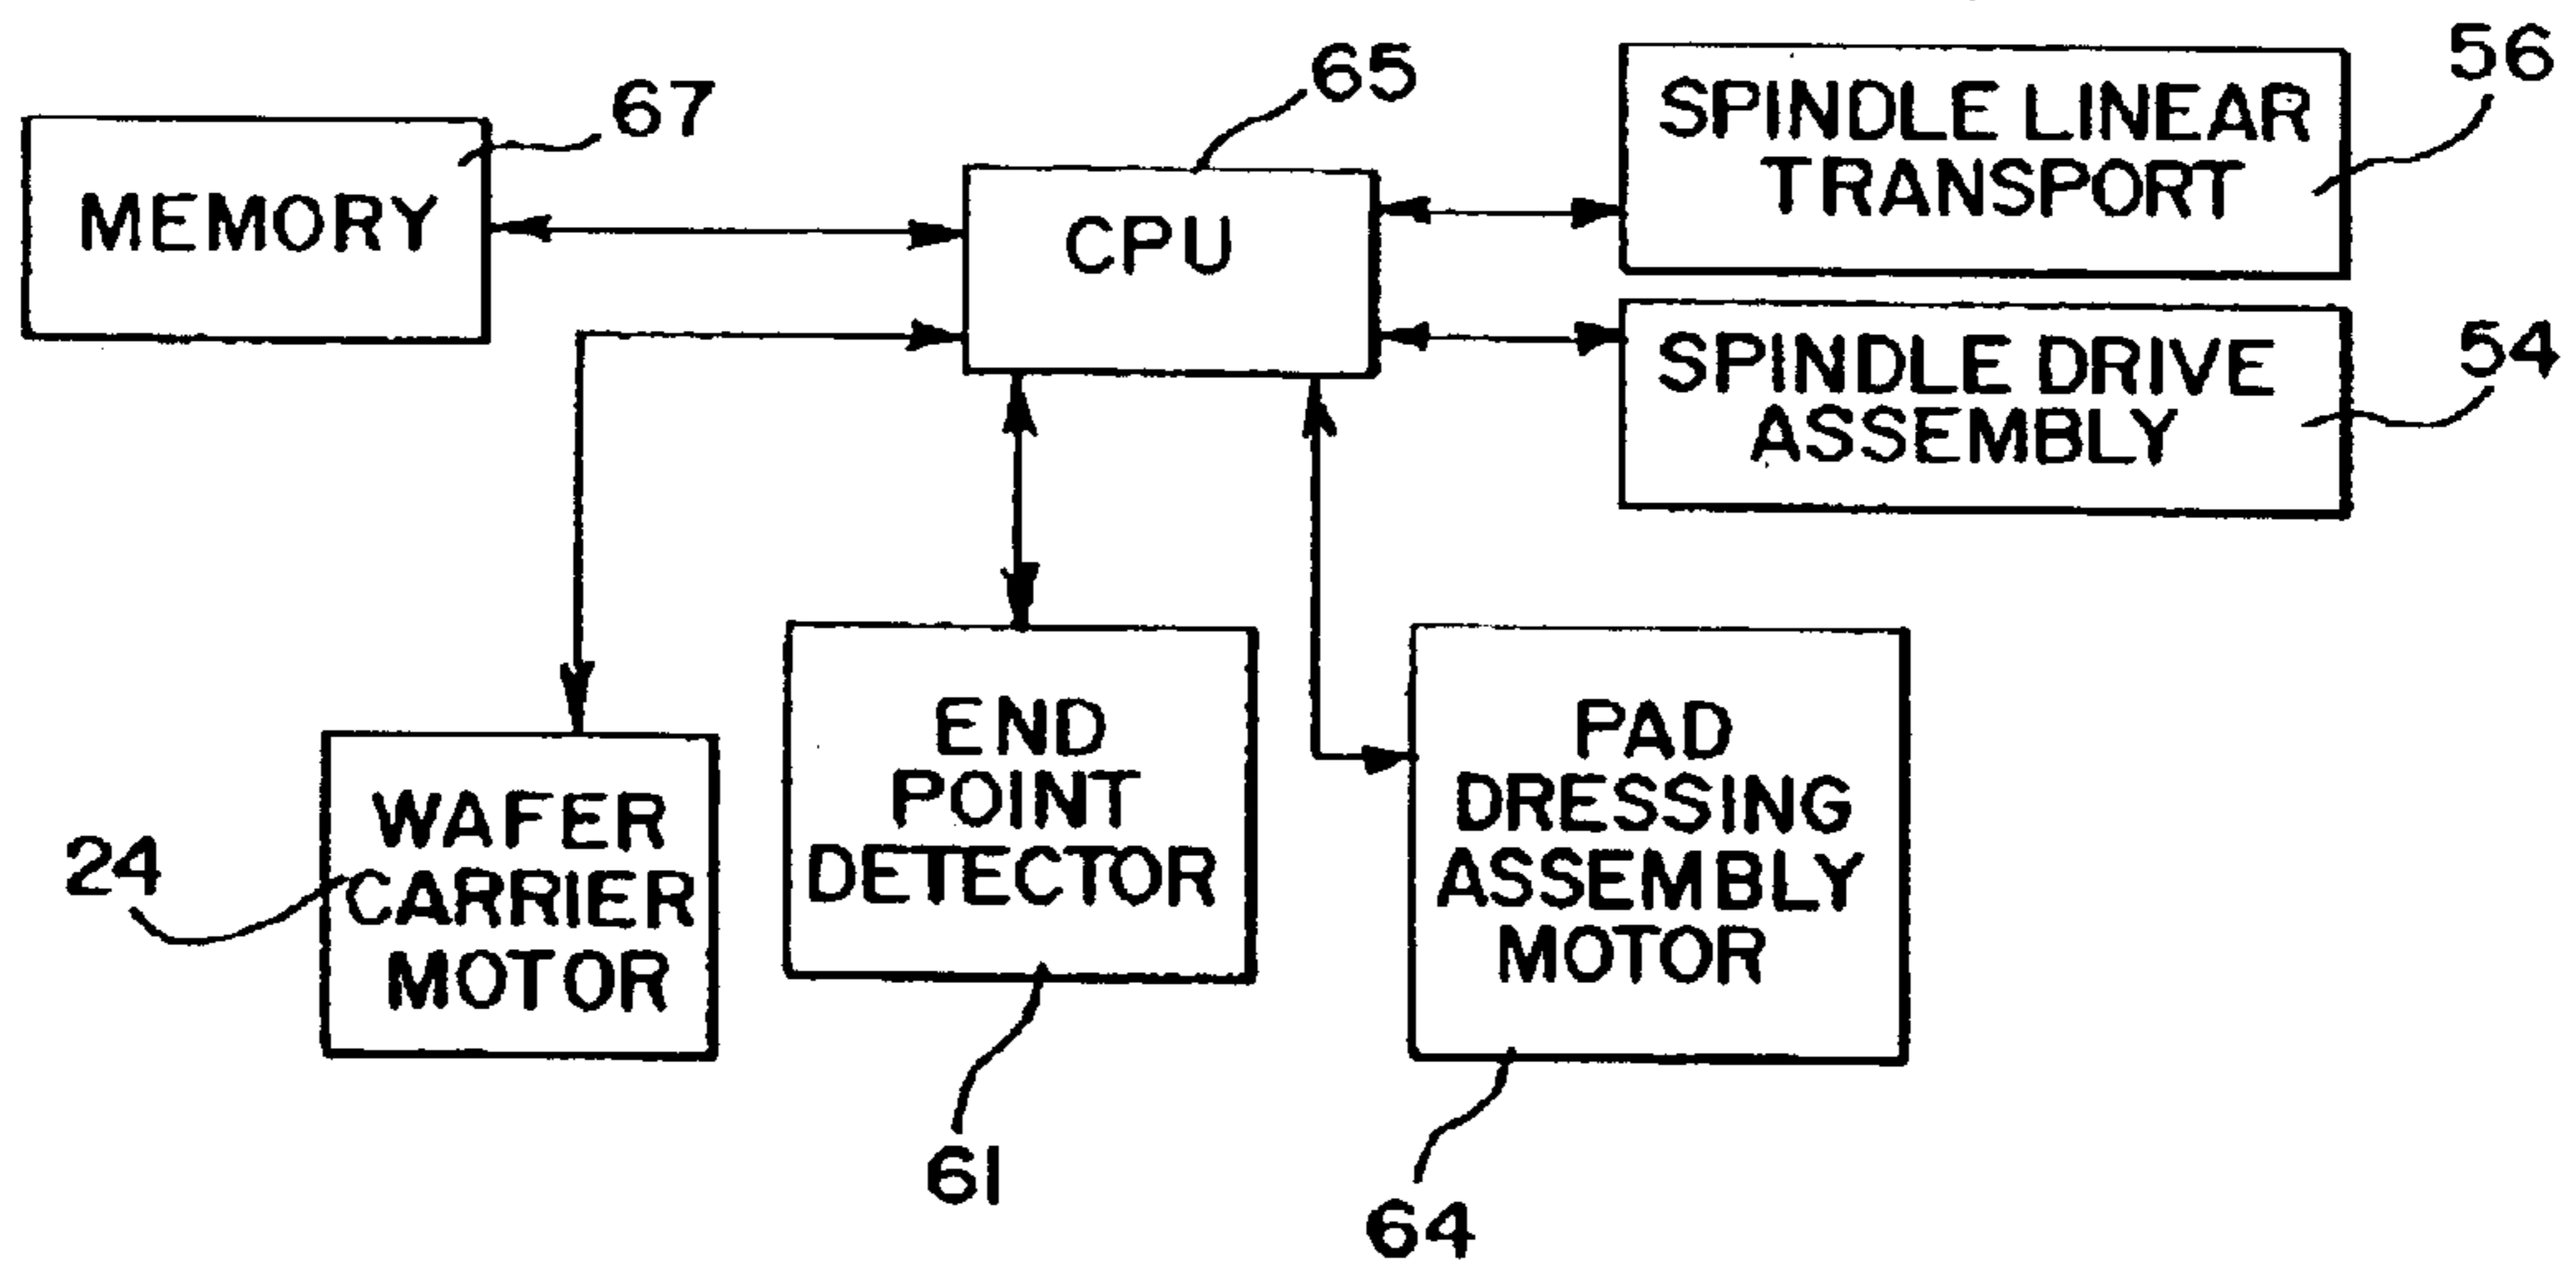 67
MEMORY
65
CPU
56
SPINDLE LINEAR
TRANSPORT
54
SPINDLE DRIVE
ASSEMBLY
24
WAFER
CARRIER
MOTOR
END
POINT
DETECTOR
61
PAD
DRESSING
ASSEMBLY
MOTOR
64